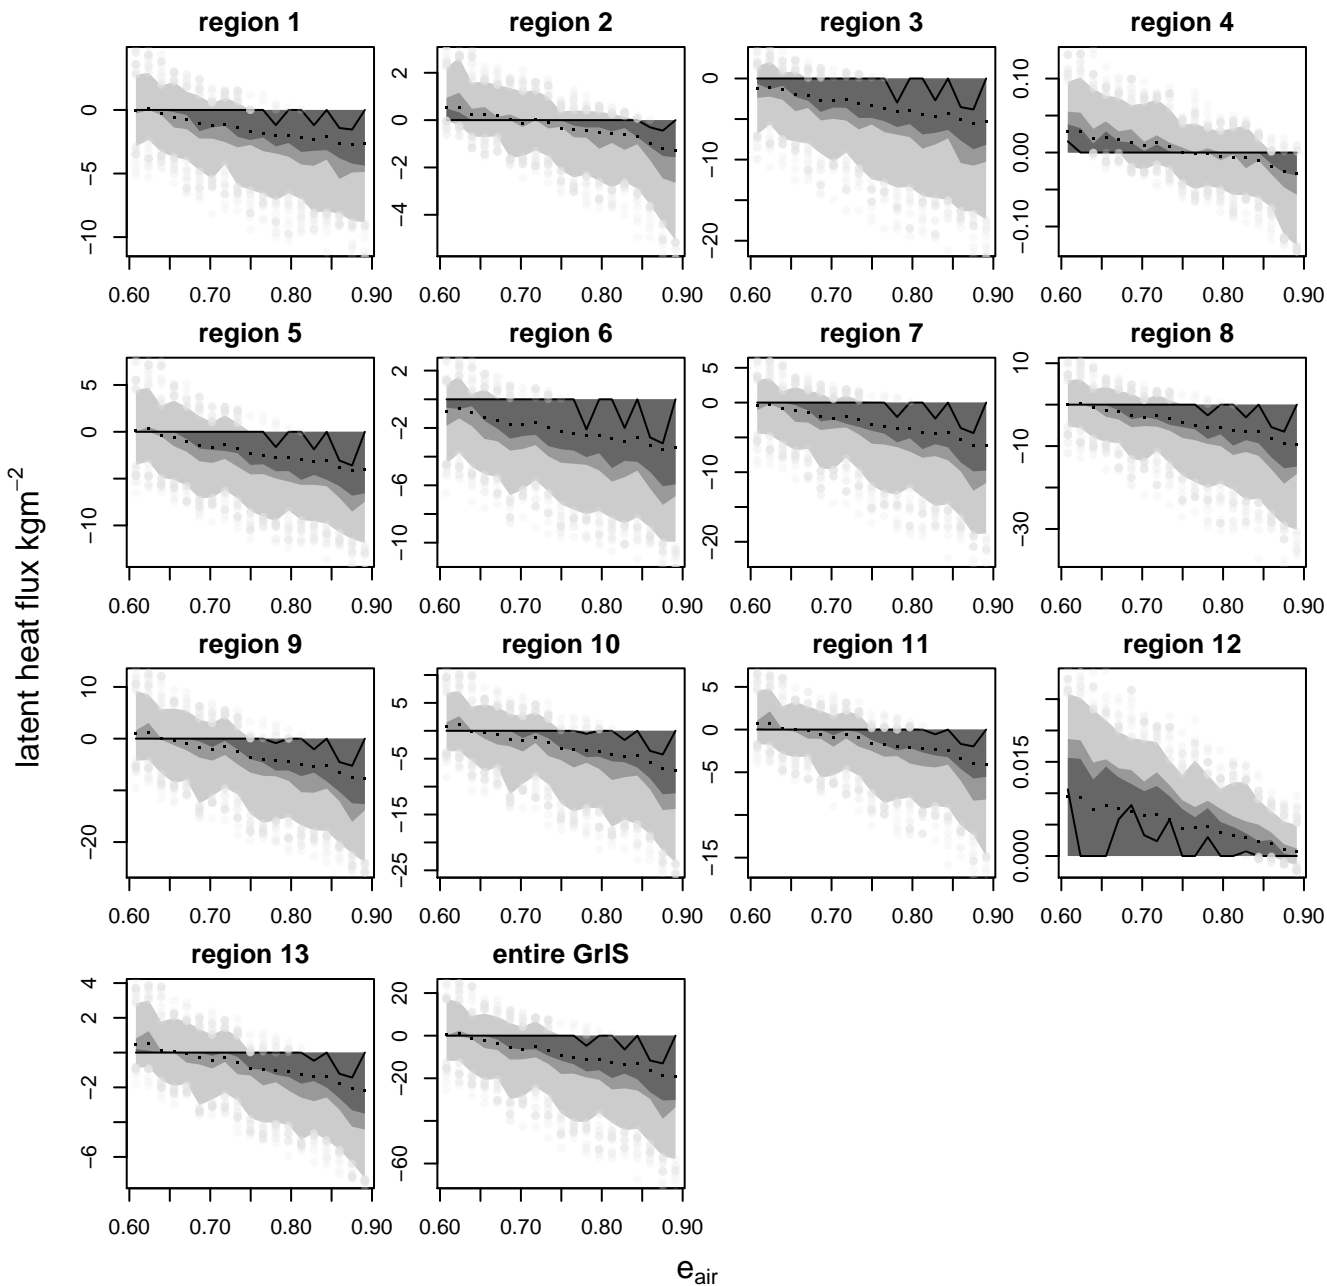 region 1 region 2 region 3 region 4
0 −5 −10
2 0 −2 −4
0 −10 −20
0.10 0.00 −0.10
0.60 0.70 0.80 0.90 0.60 0.70 0.80 0.90 0.60 0.70 0.80 0.90 0.60 0.70 0.80 0.90
region 5 region 6 region 7 region 8
5 0 −10
2 0 −2 −6 −10
5 0 −10 −20
10 −10 −30
0.60 0.70 0.80 0.90 0.60 0.70 0.80 0.90 0.60 0.70 0.80 0.90 0.60 0.70 0.80 0.90
latent heat flux kgm⁻²
region 9 region 10 region 11 region 12
10 0 −20
5 −5 −15 −25
5 0 −5 −15
0.015 0.000
0.60 0.70 0.80 0.90 0.60 0.70 0.80 0.90 0.60 0.70 0.80 0.90 0.60 0.70 0.80 0.90
region 13 entire GrIS
4 2 −2 −6
20 0 −20 −60
0.60 0.70 0.80 0.90 0.60 0.70 0.80 0.90
e_air